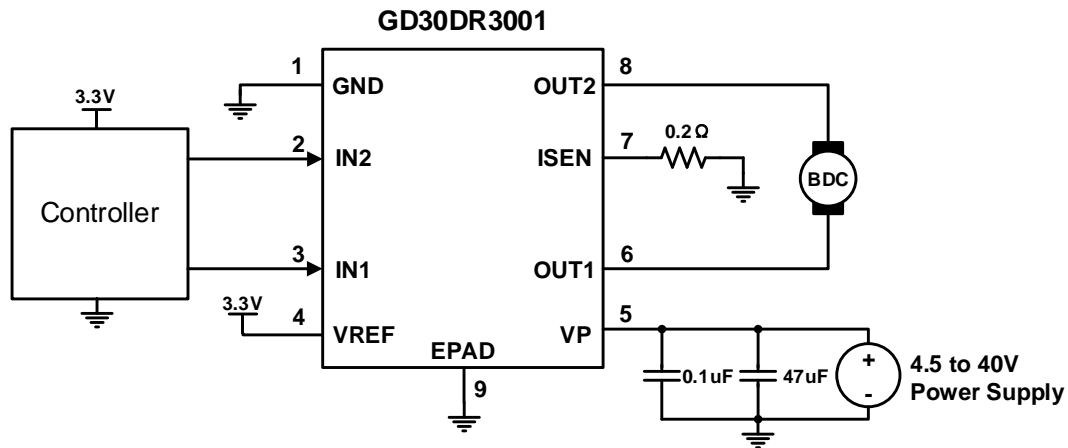 GD30DR3001
1
GND
OUT2
8
3.3V
2
IN2
ISEN
7
0.2Ω
Controller
BDC
3
IN1
OUT1
6
3.3V
4
VREF
VP
5
EPAD
9
0.1uF
47uF
+
-
4.5 to 40V
Power Supply